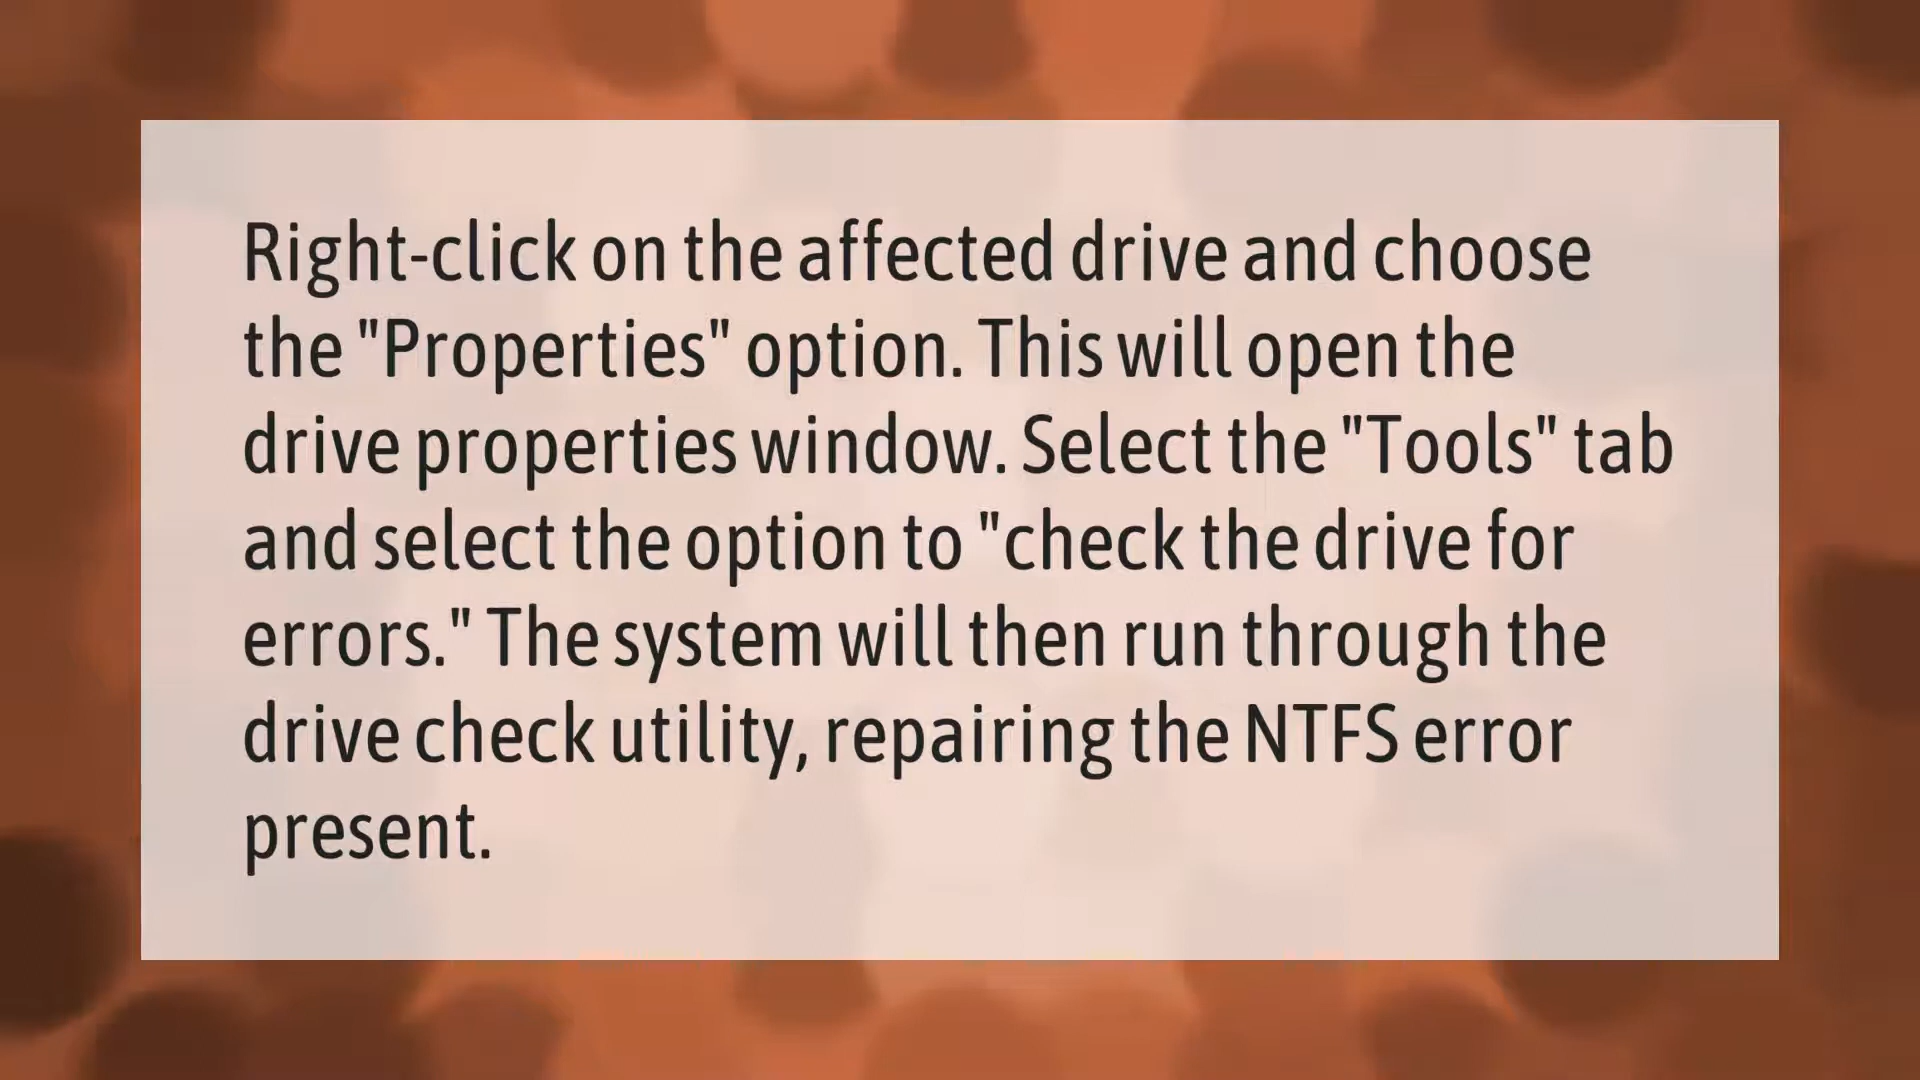 Right-click on the affected drive and choose
the "Properties" option. This will open the
drive properties window. Select the "Tools" tab
and select the option to "check the drive for
errors." The system will then run through the
drive check utility, repairing the NTFS error
present.